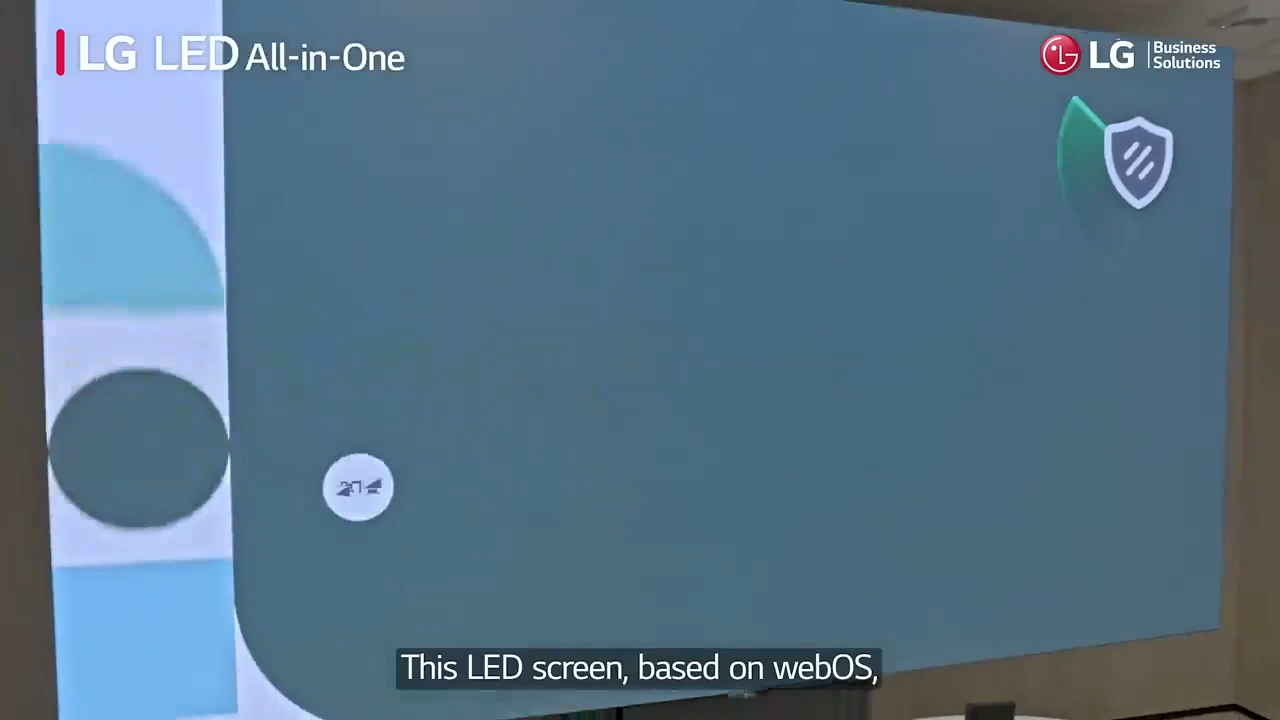 LG LED All-in-One
LG Business
Solutions
This LED screen, based on webOS,